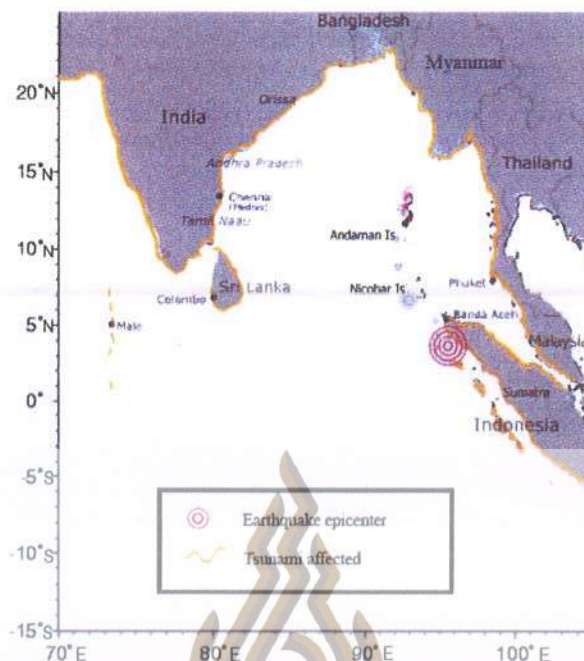 Bangladesh
20°N
Myanmar
India
Orissa
15°N
Andhra Pradesh
Thailand
Chennai
(Madras)
Tamil Nadu
10°N
Andaman Is.
Sri Lanka
Nicobar Is.
Phuket
Colombo
Banda Aceh
5°N
Male
Malaysia
0°
Sumatra
Indonesia
-5°S
Earthquake epicenter
-10°S
Tsunami affected
-15°S
70°E
80°E
90°E
100°E